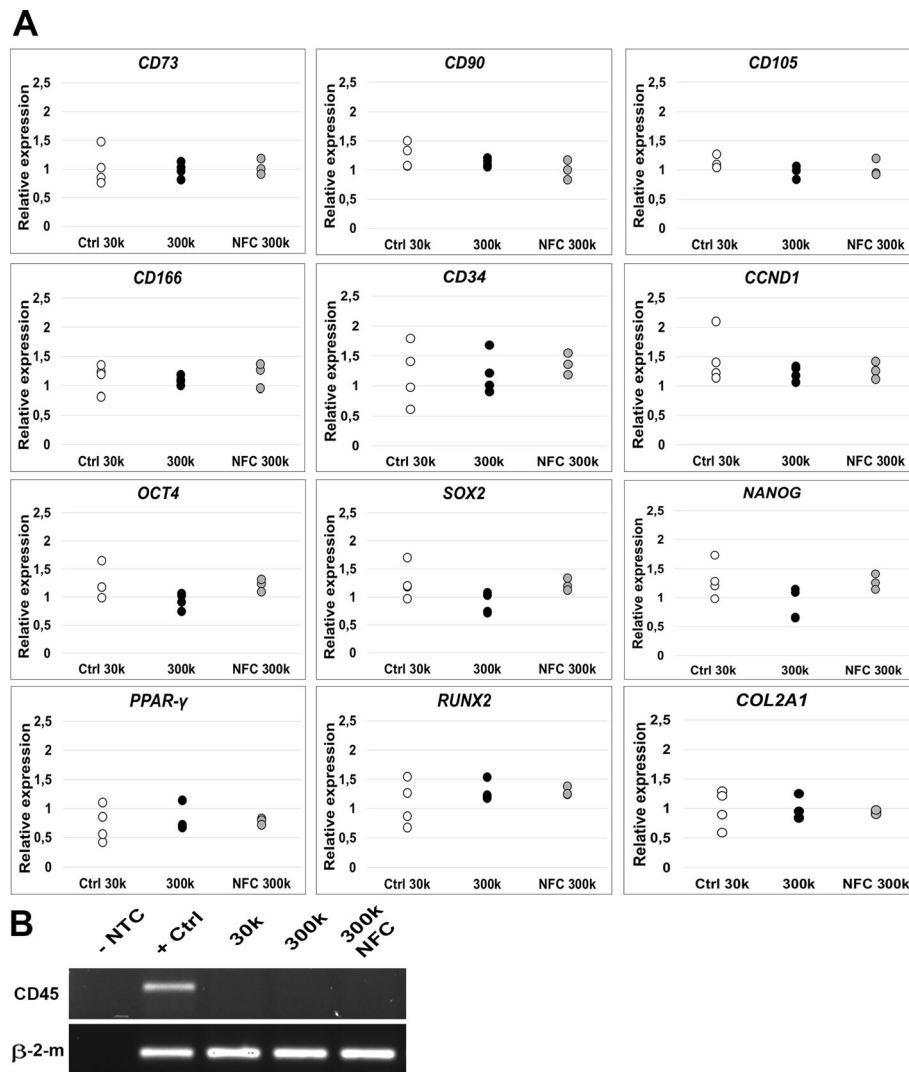 A
CD73
CD90
CD105
Relative expression
2,5
2
1,5
1
0,5
0
Ctrl 30k 300k NFC 300k
Relative expression
2,5
2
1,5
1
0,5
0
Ctrl 30k 300k NFC 300k
Relative expression
2,5
2
1,5
1
0,5
0
Ctrl 30k 300k NFC 300k
CD166
CD34
CCND1
Relative expression
2,5
2
1,5
1
0,5
0
Ctrl 30k 300k NFC 300k
Relative expression
2,5
2
1,5
1
0,5
0
Ctrl 30k 300k NFC 300k
Relative expression
2,5
2
1,5
1
0,5
0
Ctrl 30k 300k NFC 300k
OCT4
SOX2
NANOG
Relative expression
2,5
2
1,5
1
0,5
0
Ctrl 30k 300k NFC 300k
Relative expression
2,5
2
1,5
1
0,5
0
Ctrl 30k 300k NFC 300k
Relative expression
2,5
2
1,5
1
0,5
0
Ctrl 30k 300k NFC 300k
PPAR-γ
RUNX2
COL2A1
Relative expression
2,5
2
1,5
1
0,5
0
Ctrl 30k 300k NFC 300k
Relative expression
2,5
2
1,5
1
0,5
0
Ctrl 30k 300k NFC 300k
Relative expression
2,5
2
1,5
1
0,5
0
Ctrl 30k 300k NFC 300k
B
- NTC
+ Ctrl
30k
300k
300k
NFC
CD45
β-2-m